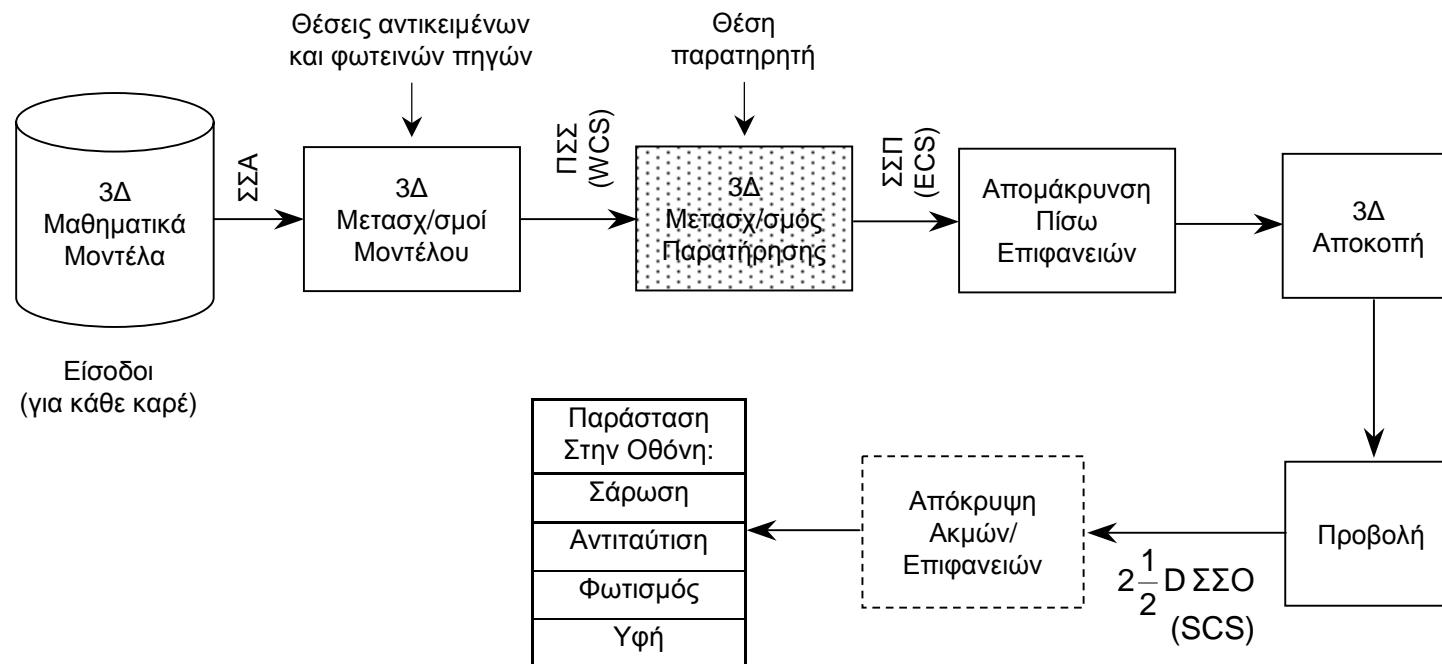 Θέσεις αντικειμένων
και φωτεινών πηγών
Θέση
παρατηρητή
3Δ
Μαθηματικά
Μοντέλα
ΣΣΑ
3Δ
Μετασχ/σμοί
Μοντέλου
ΠΣΣ
(WCS)
3Δ
Μετασχ/σμός
Παρατήρησης
ΣΣΠ
(ECS)
Απομάκρυνση
Πίσω
Επιφανειών
3Δ
Αποκοπή
Είσοδοι
(για κάθε καρέ)
Προβολή
2 1/2 D ΣΣΟ
(SCS)
Απόκρυψη
Ακμών/
Επιφανειών
Παράσταση
Στην Οθόνη:
Σάρωση
Αντιταύτιση
Φωτισμός
Υφή